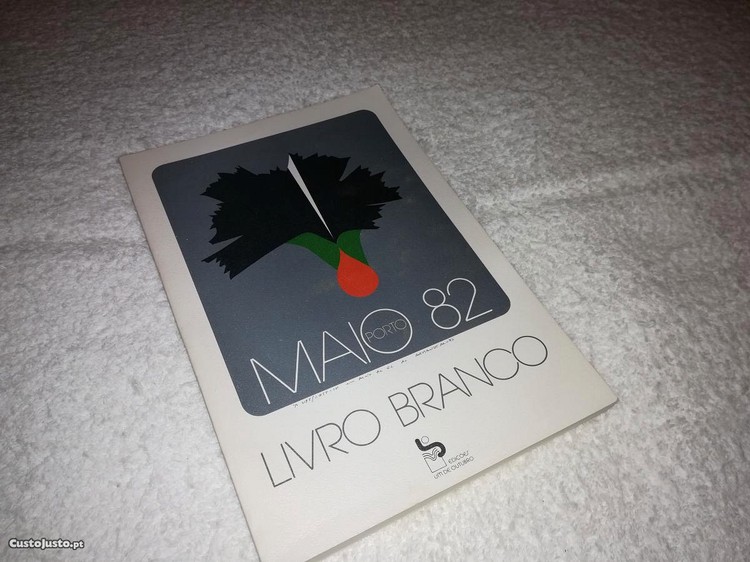 MAIO 82
PORTO
LIVRO BRANCO
EDIÇÕES
UM DE OUTUBRO
CustoJusto.pt